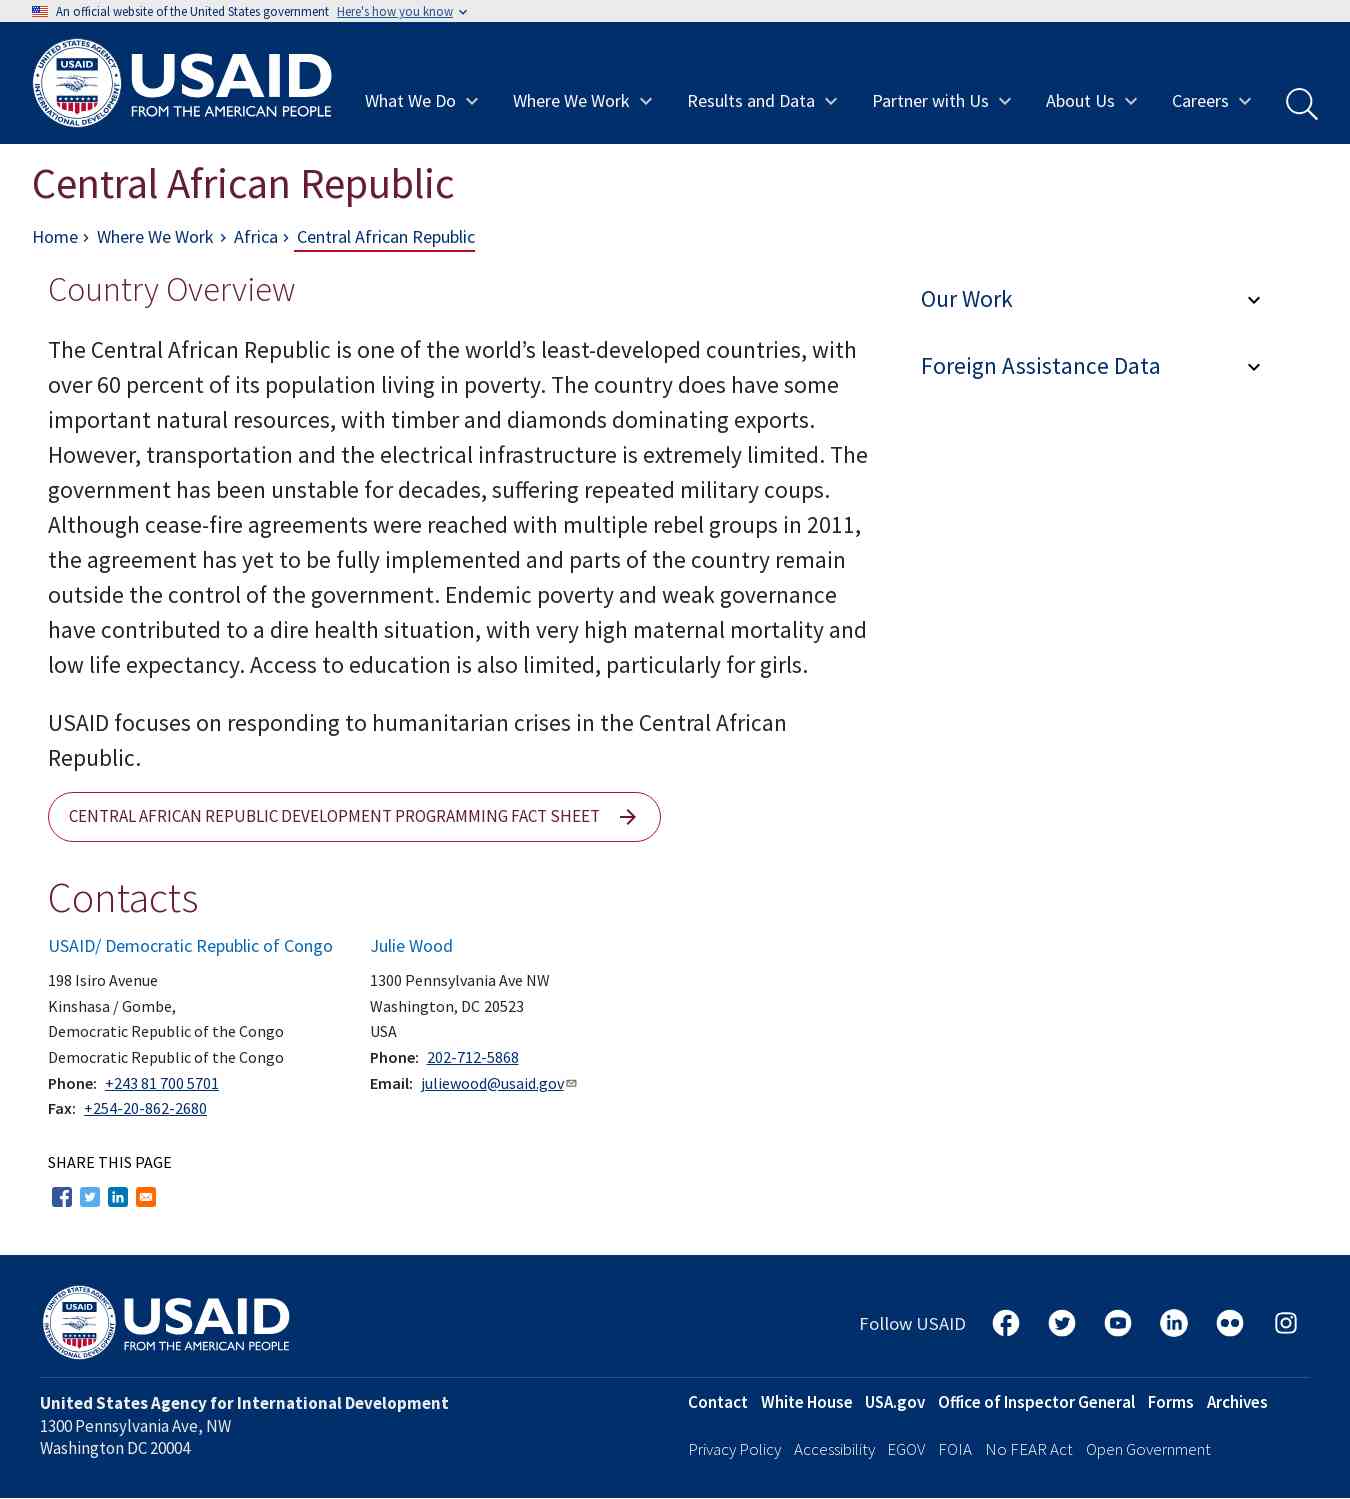 An official website of the United States government Here's how you know
USAID
FROM THE AMERICAN PEOPLE
What We Do
Where We Work
Results and Data
Partner with Us
About Us
Careers
Central African Republic
Home › Where We Work › Africa › Central African Republic
Country Overview
The Central African Republic is one of the world’s least-developed countries, with
over 60 percent of its population living in poverty. The country does have some
important natural resources, with timber and diamonds dominating exports.
However, transportation and the electrical infrastructure is extremely limited. The
government has been unstable for decades, suffering repeated military coups.
Although cease-fire agreements were reached with multiple rebel groups in 2011,
the agreement has yet to be fully implemented and parts of the country remain
outside the control of the government. Endemic poverty and weak governance
have contributed to a dire health situation, with very high maternal mortality and
low life expectancy. Access to education is also limited, particularly for girls.
USAID focuses on responding to humanitarian crises in the Central African
Republic.
CENTRAL AFRICAN REPUBLIC DEVELOPMENT PROGRAMMING FACT SHEET
Our Work
Foreign Assistance Data
Contacts
USAID/ Democratic Republic of Congo
198 Isiro Avenue
Kinshasa / Gombe,
Democratic Republic of the Congo
Democratic Republic of the Congo
Phone: +243 81 700 5701
Fax: +254-20-862-2680
Julie Wood
1300 Pennsylvania Ave NW
Washington, DC 20523
USA
Phone: 202-712-5868
Email: juliewood@usaid.gov
SHARE THIS PAGE
USAID
FROM THE AMERICAN PEOPLE
Follow USAID
United States Agency for International Development
1300 Pennsylvania Ave, NW
Washington DC 20004
Contact White House USA.gov Office of Inspector General Forms Archives
Privacy Policy Accessibility EGOV FOIA No FEAR Act Open Government